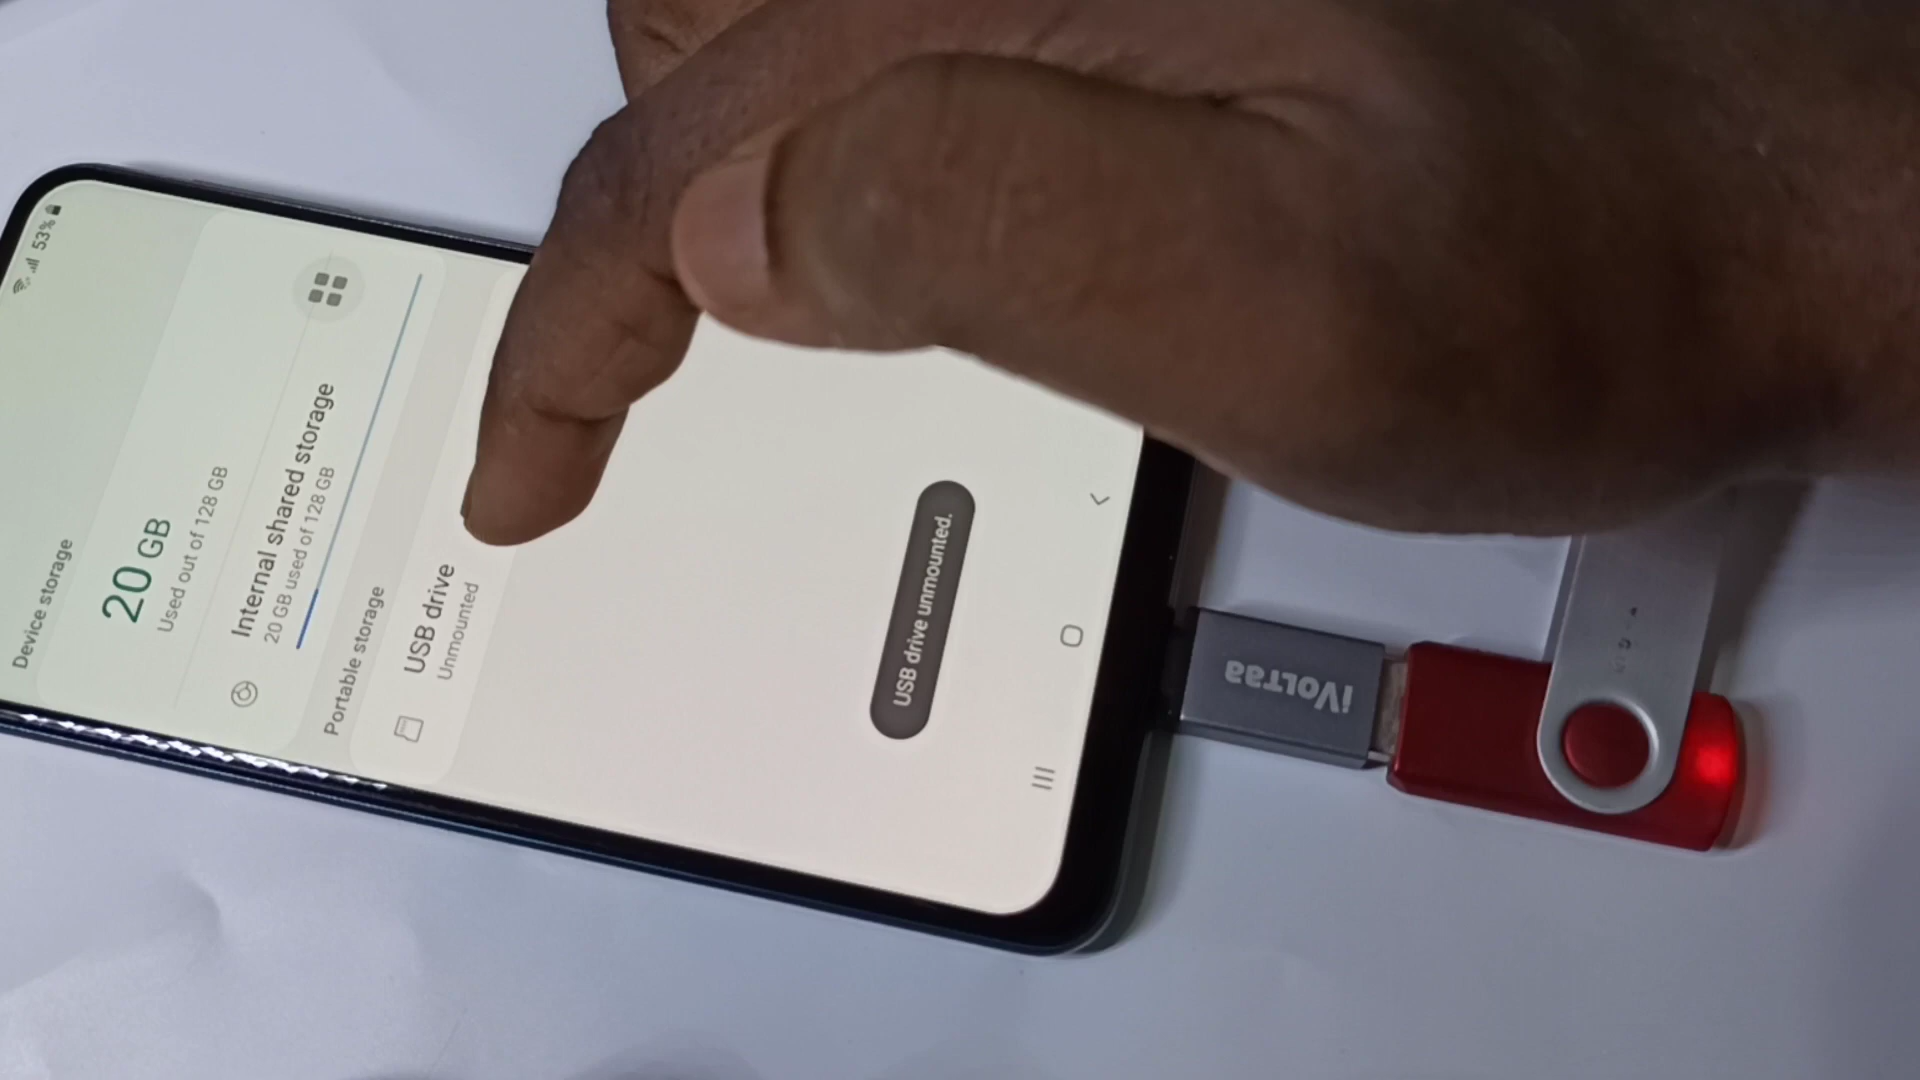 53%
Device storage
20 GB
Used out of 128 GB
Internal shared storage
20 GB used of 128 GB
Portable storage
USB drive
Unmounted
USB drive unmounted.
iVOLTaa